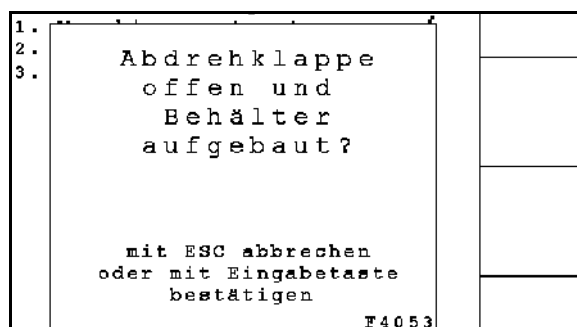 1.
2.
3.
Abdrehklappe
offen und
Behälter
aufgebaut?
mit ESC abbrechen
oder mit Eingabetaste
bestätigen
F4053